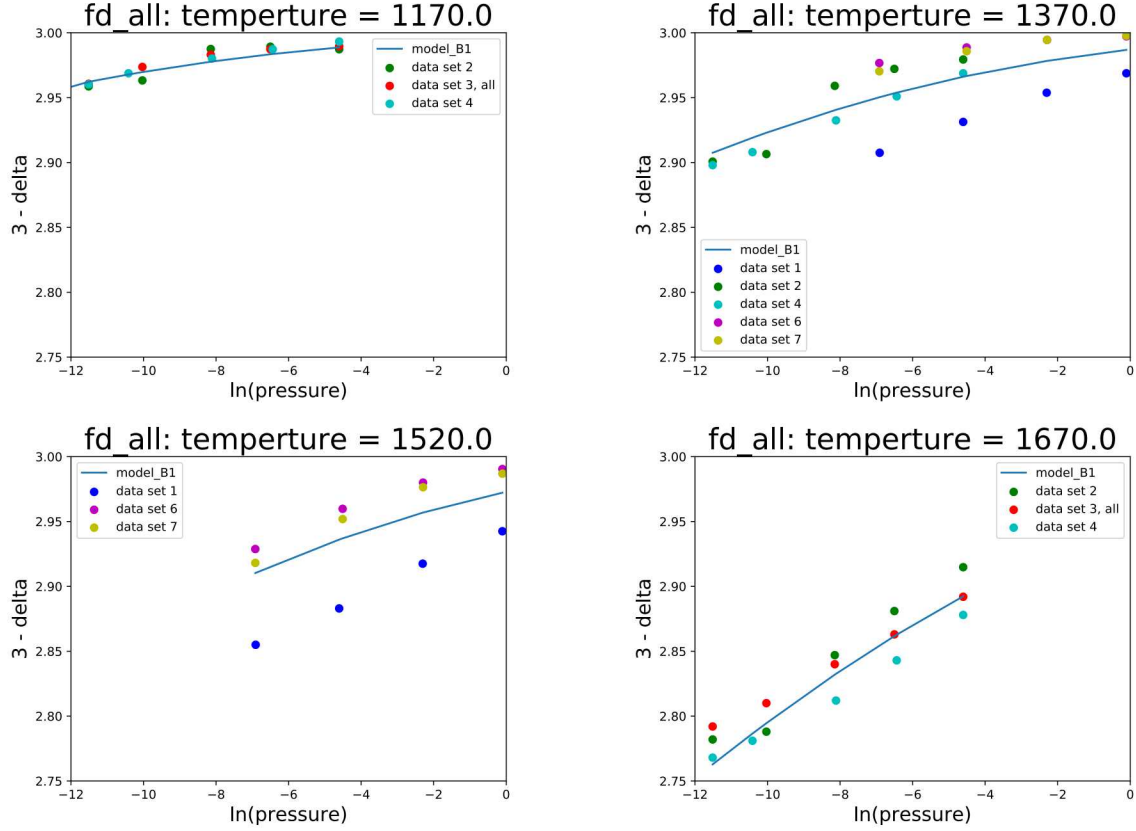 fd_all: temperture = 1170.0
3.00
2.95
2.90
2.85
2.80
2.75
3 - delta
model_B1
data set 2
data set 3, all
data set 4
−12 −10 −8 −6 −4 −2 0
ln(pressure)
fd_all: temperture = 1370.0
3.00
2.95
2.90
2.85
2.80
2.75
3 - delta
model_B1
data set 1
data set 2
data set 4
data set 6
data set 7
−12 −10 −8 −6 −4 −2 0
ln(pressure)
fd_all: temperture = 1520.0
3.00
2.95
2.90
2.85
2.80
2.75
3 - delta
model_B1
data set 1
data set 6
data set 7
−12 −10 −8 −6 −4 −2 0
ln(pressure)
fd_all: temperture = 1670.0
3.00
2.95
2.90
2.85
2.80
2.75
3 - delta
model_B1
data set 2
data set 3, all
data set 4
−12 −10 −8 −6 −4 −2 0
ln(pressure)